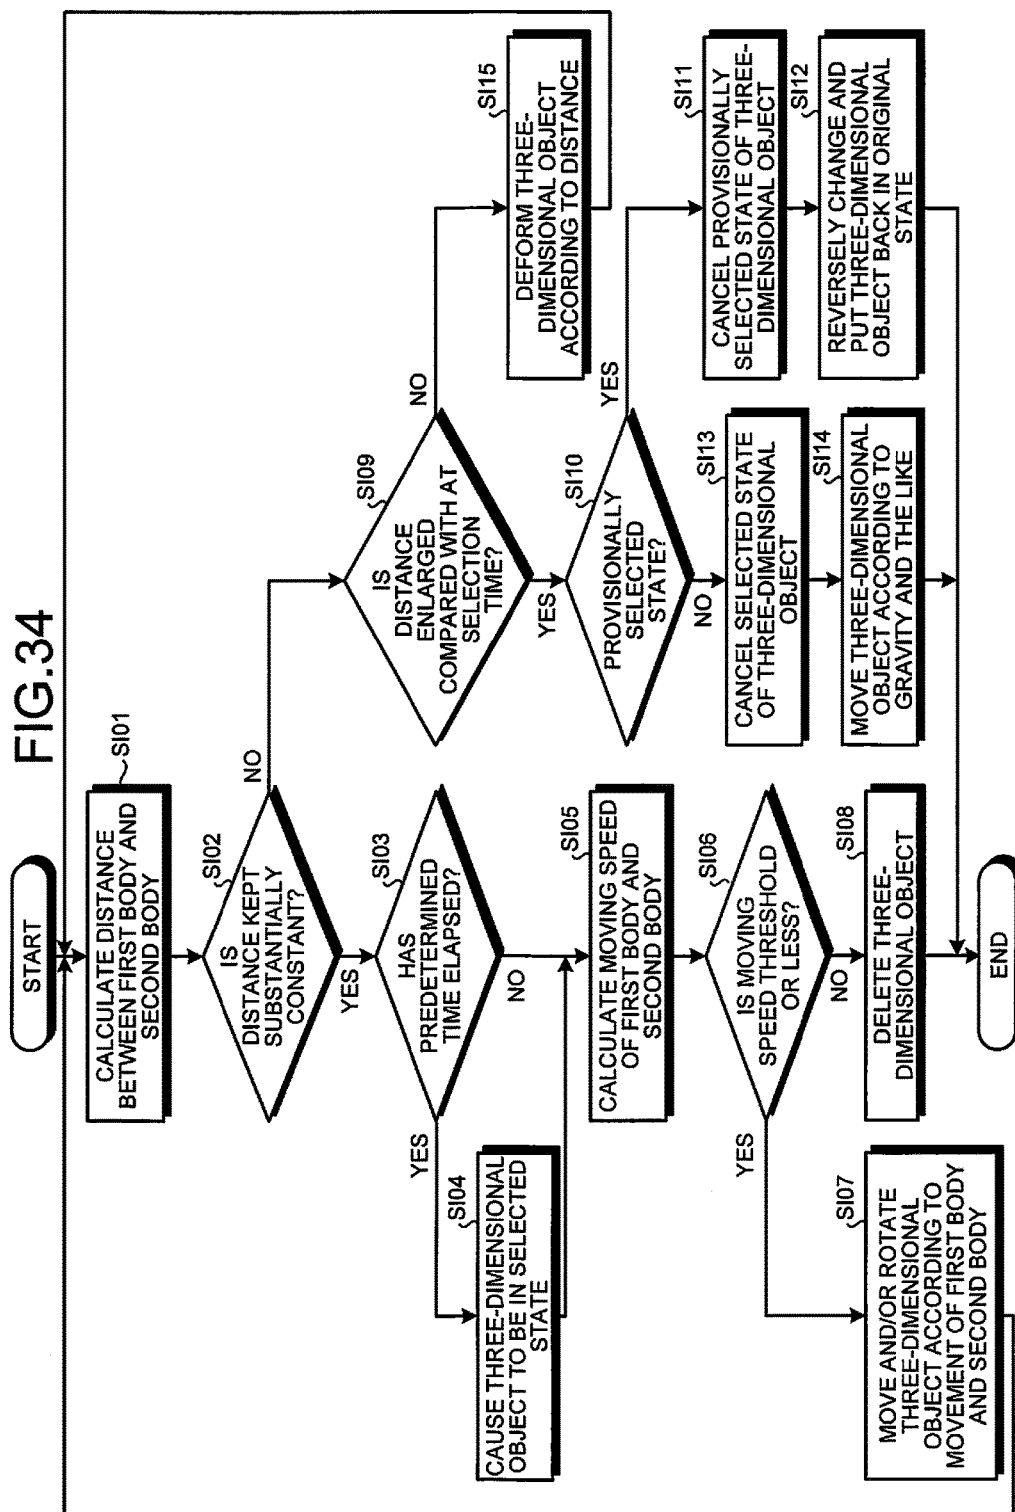 FIG.34
START
SI01
CALCULATE DISTANCE
BETWEEN FIRST BODY AND
SECOND BODY
SI02
IS
DISTANCE KEPT
SUBSTANTIALLY
CONSTANT?
NO
YES
SI03
HAS
PREDETERMINED
TIME ELAPSED?
YES
NO
SI04
CAUSE THREE-DIMENSIONAL
OBJECT TO BE IN SELECTED
STATE
SI05
CALCULATE MOVING SPEED
OF FIRST BODY AND
SECOND BODY
SI06
IS MOVING
SPEED THRESHOLD
OR LESS?
YES
NO
SI07
MOVE AND/OR ROTATE
THREE-DIMENSIONAL
OBJECT ACCORDING TO
MOVEMENT OF FIRST BODY
AND SECOND BODY
SI08
DELETE THREE-
DIMENSIONAL OBJECT
SI09
IS
DISTANCE
ENLARGED
COMPARED WITH AT
SELECTION
TIME?
NO
YES
SI10
PROVISIONALLY
SELECTED
STATE?
YES
NO
SI11
CANCEL PROVISIONALLY
SELECTED STATE OF THREE-
DIMENSIONAL OBJECT
SI12
REVERSELY CHANGE AND
PUT THREE-DIMENSIONAL
OBJECT BACK IN ORIGINAL
STATE
SI13
CANCEL SELECTED STATE
OF THREE-DIMENSIONAL
OBJECT
SI14
MOVE THREE-DIMENSIONAL
OBJECT ACCORDING TO
GRAVITY AND THE LIKE
SI15
DEFORM THREE-
DIMENSIONAL OBJECT
ACCORDING TO DISTANCE
END